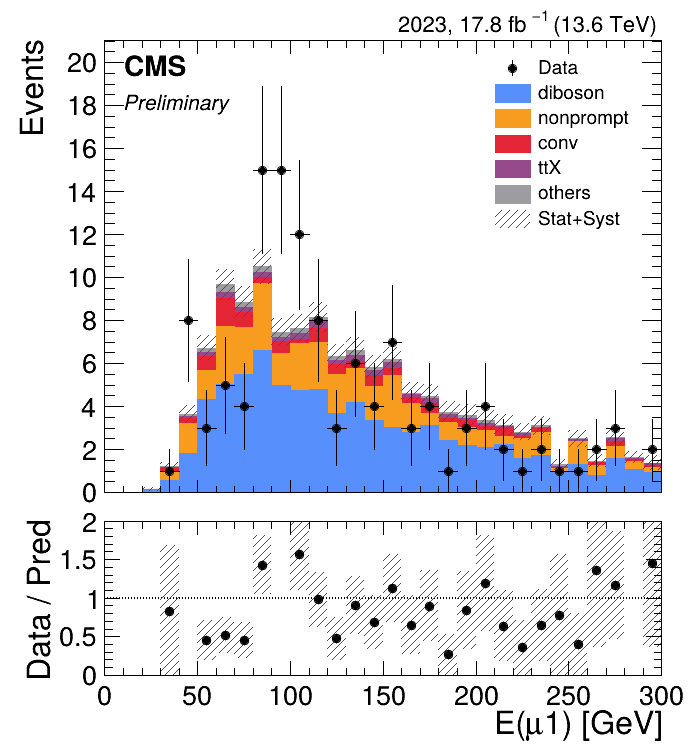 2023, 17.8 fb⁻¹ (13.6 TeV)
CMS
Preliminary
Data
diboson
nonprompt
conv
ttX
others
Stat+Syst
Events
20
18
16
14
12
10
8
6
4
2
0
Data / Pred
2
1.5
1
0.5
0
0 50 100 150 200 250 300
E(μ1) [GeV]